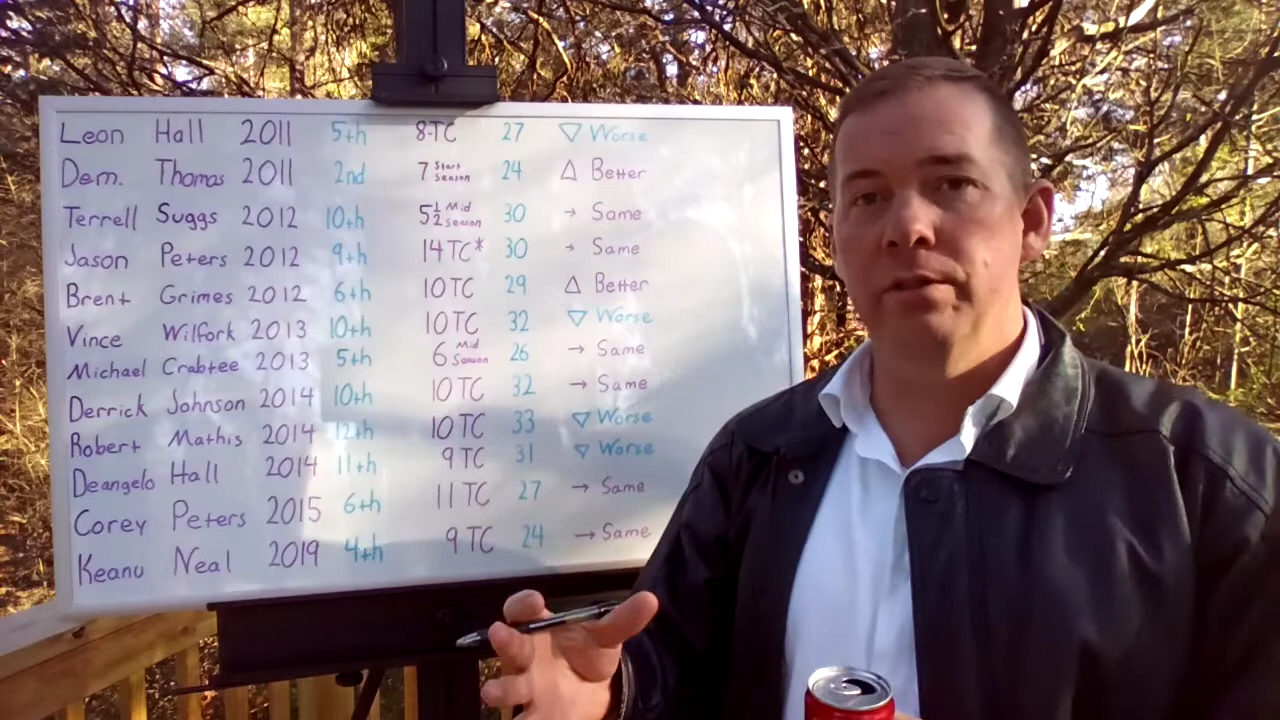 Leon Hall 2011 5th 8-TC 27 ▽ Worse
Dem. Thomas 2011 2nd 7 Start Season 24 △ Better
Terrell Suggs 2012 10th 5½ Mid Season 30 → Same
Jason Peters 2012 9th 14 TC* 30 → Same
Brent Grimes 2012 6th 10 TC 29 △ Better
Vince Wilfork 2013 10th 10 TC 32 ▽ Worse
Michael Crabtee 2013 5th 6 Mid Season 26 → Same
Derrick Johnson 2014 10th 10 TC 32 → Same
Robert Mathis 2014 12th 10 TC 33 ▽ Worse
Deangelo Hall 2014 11th 9 TC 31 ▽ Worse
Corey Peters 2015 6th 11 TC 27 → Same
Keanu Neal 2019 4th 9 TC 24 → Same